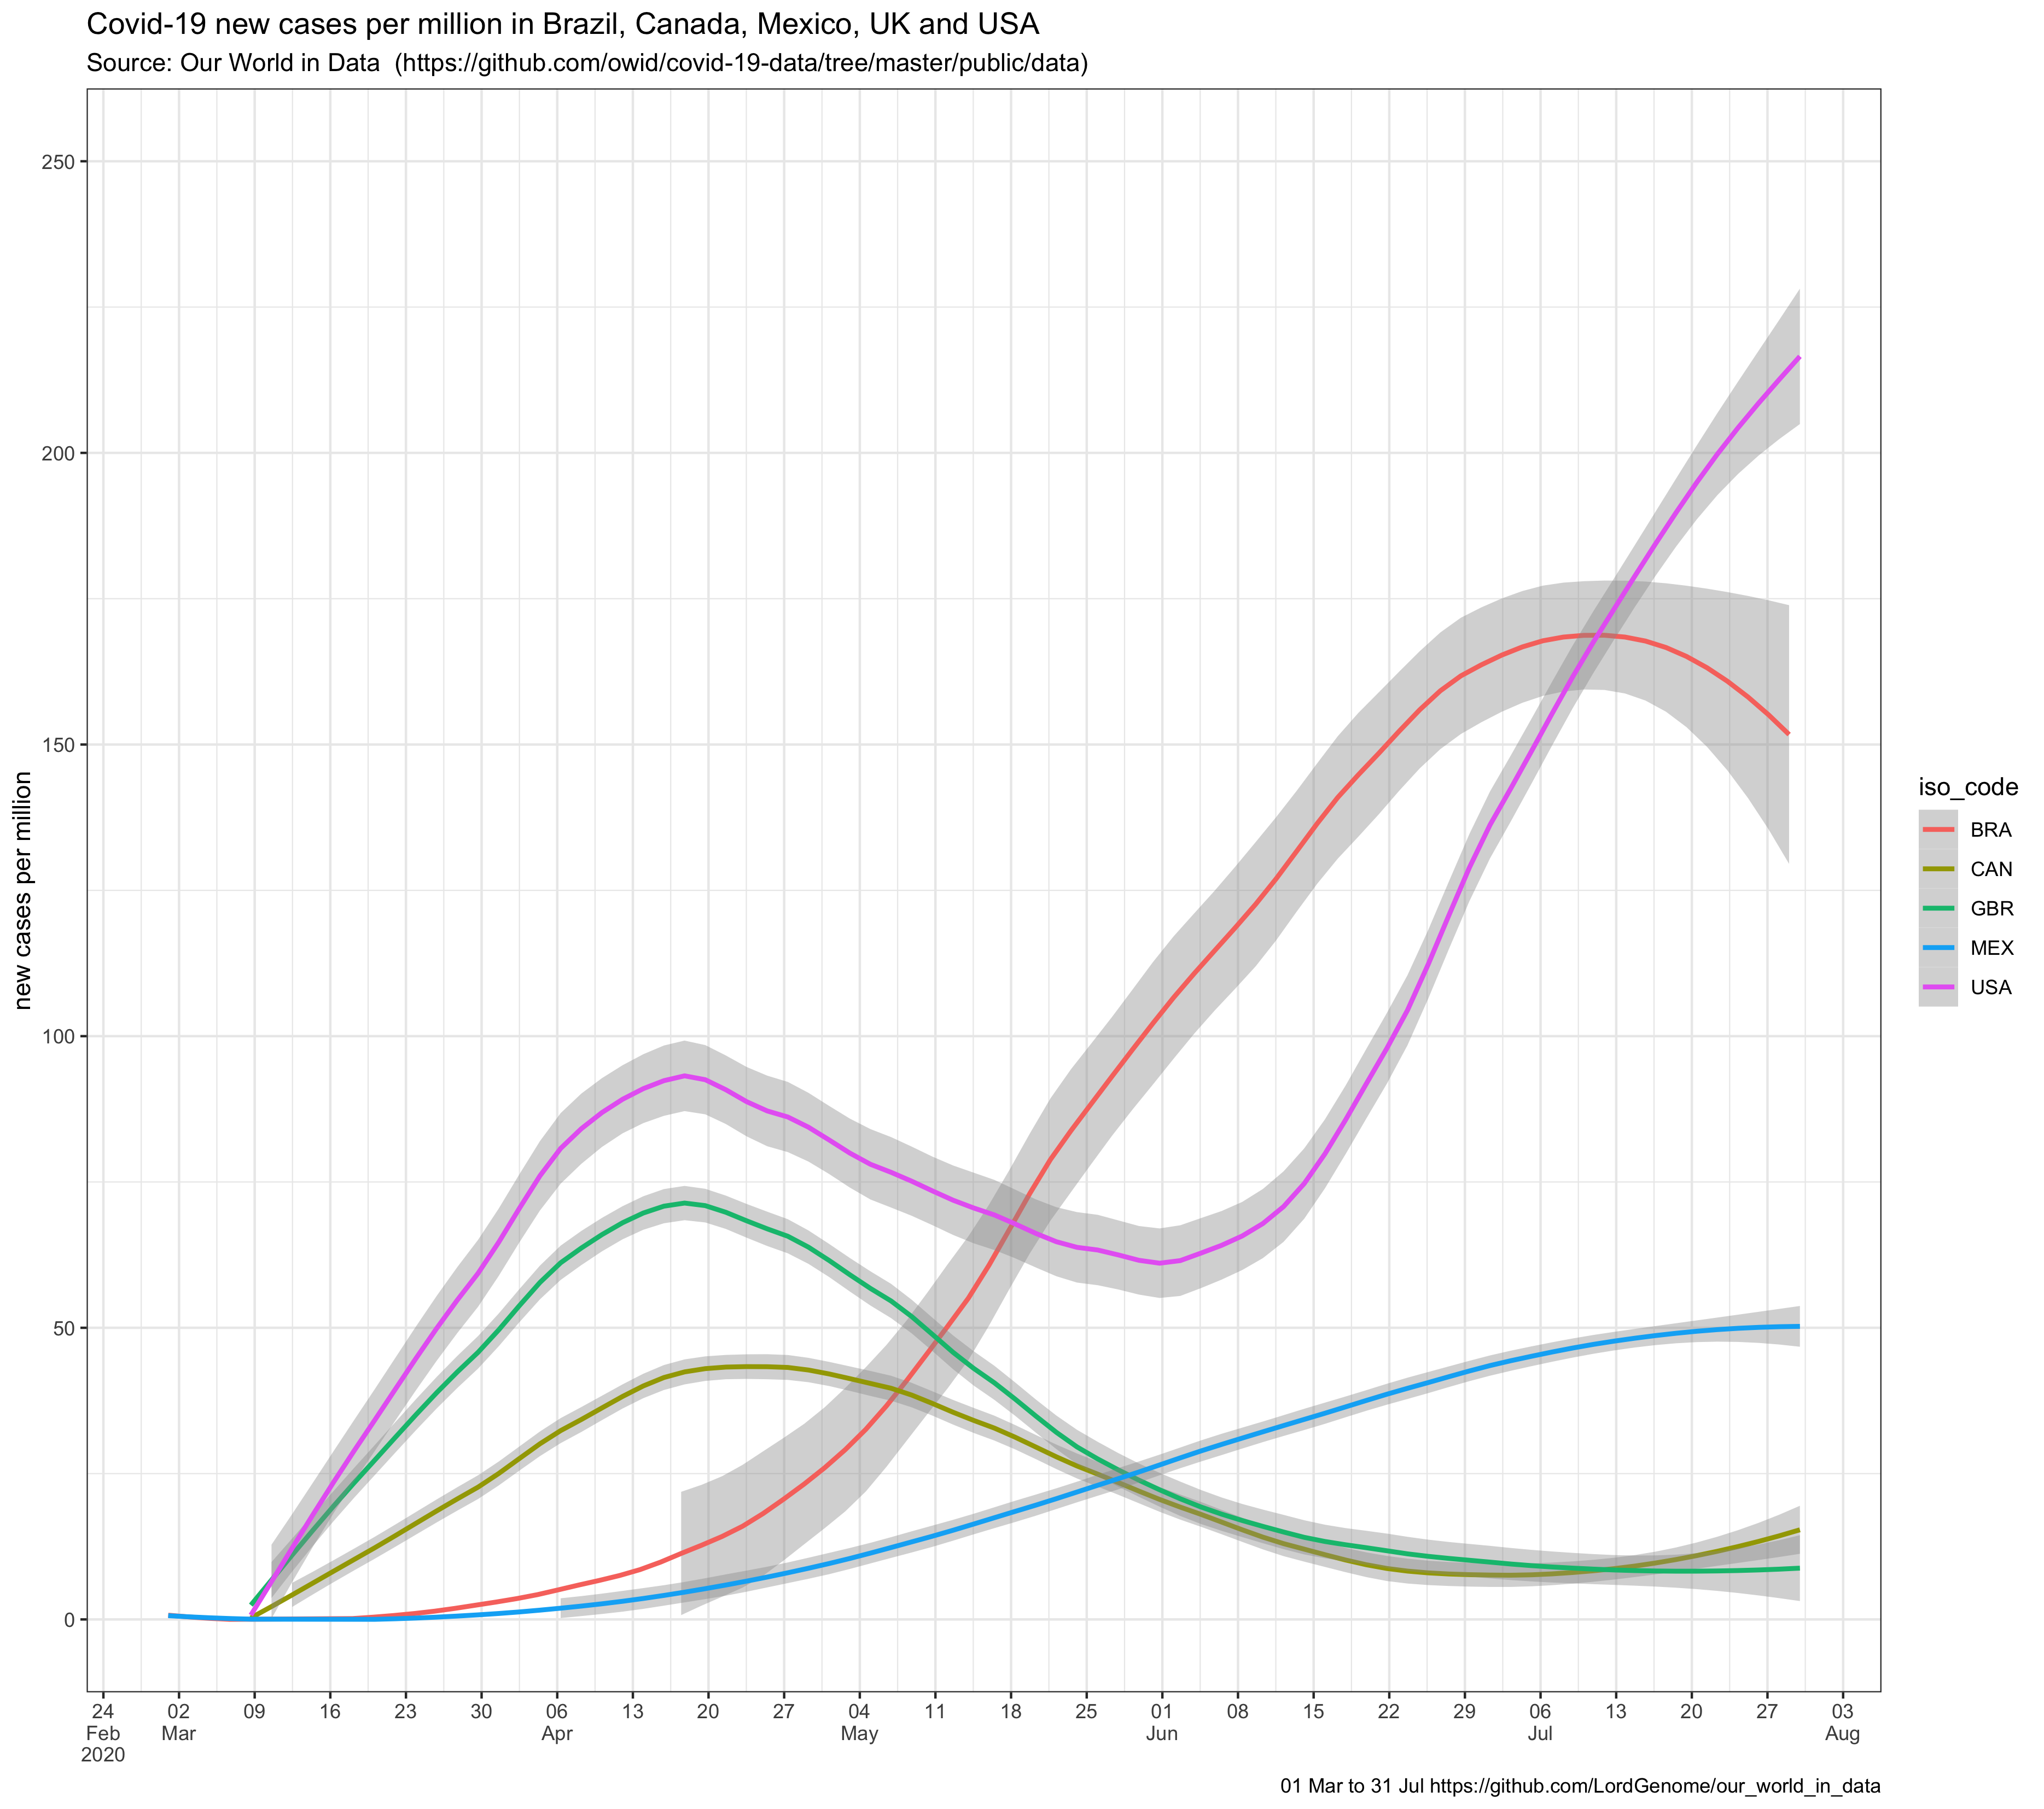 Covid-19 new cases per million in Brazil, Canada, Mexico, UK and USA
Source: Our World in Data  (https://github.com/owid/covid-19-data/tree/master/public/data)
250
200
150
100
50
0
new cases per million
24 02 09 16 23 30 06 13 20 27 04 11 18 25 01 08 15 22 29 06 13 20 27 03
Feb Mar Apr May Jun Jul Aug
2020
iso_code
BRA
CAN
GBR
MEX
USA
01 Mar to 31 Jul https://github.com/LordGenome/our_world_in_data